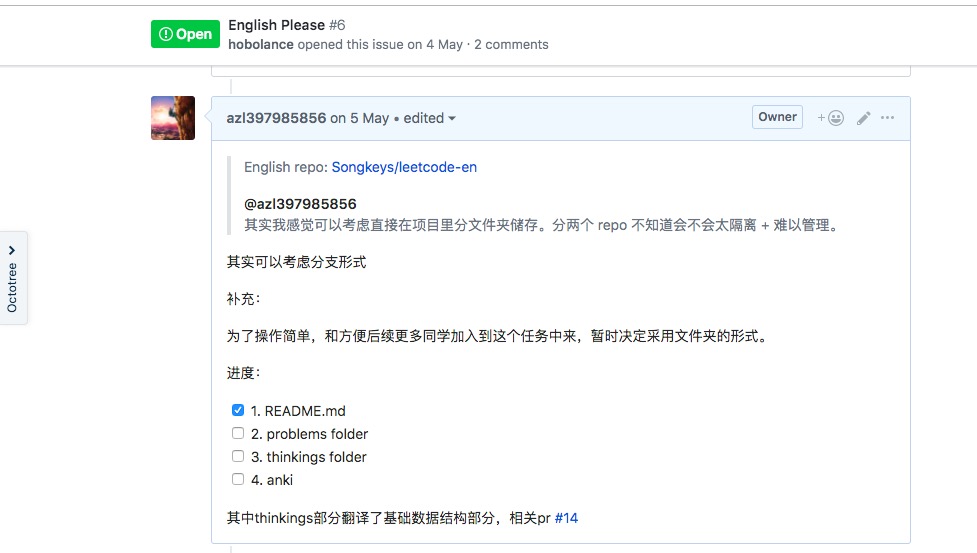 Open
English Please #6
hobolance opened this issue on 4 May · 2 comments
azl397985856 on 5 May • edited
Owner
English repo: Songkeys/leetcode-en
@azl397985856
其实我感觉可以考虑直接在项目里分文件夹储存。分两个 repo 不知道会不会太隔离 + 难以管理。
其实可以考虑分支形式
补充：
为了操作简单，和方便后续更多同学加入到这个任务中来，暂时决定采用文件夹的形式。
进度：
1. README.md
2. problems folder
3. thinkings folder
4. anki
其中thinkings部分翻译了基础数据结构部分，相关pr #14
Octotree